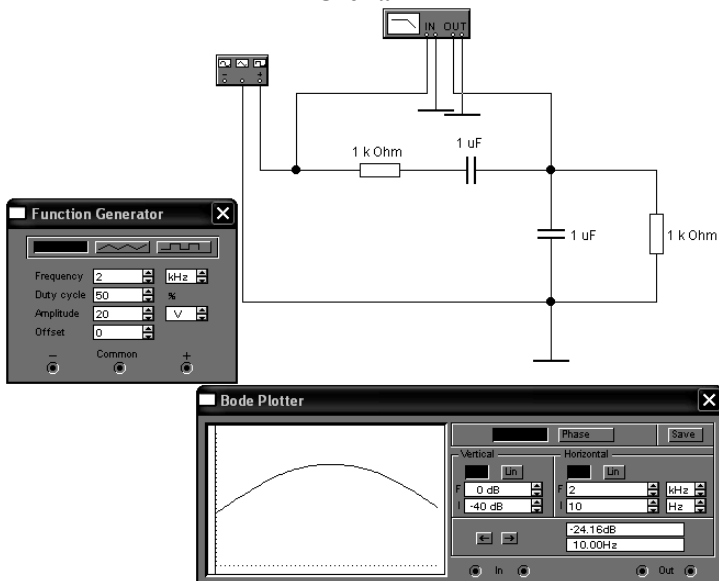 IN OUT
- +
1 k Ohm
1 uF
1 uF
1 k Ohm
Function Generator
Frequency 2 kHz
Duty cycle 50 %
Amplitude 20 V
Offset 0
- Common +
Bode Plotter
Phase Save
Vertical Horizontal
Lin Lin
F 0 dB F 2 kHz
I -40 dB I 10 Hz
-24.16dB
10.00Hz
In Out